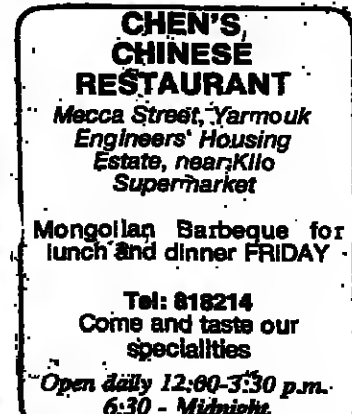 CHEN'S
CHINESE
RESTAURANT
Mecca Street, Yarmouk
Engineers' Housing
Estate, near Kilo
Supermarket
Mongolian Barbeque for
lunch and dinner FRIDAY
Tel: 818214
Come and taste our
specialities
Open daily 12:00-3:30 p.m.
6:30 - Midnight